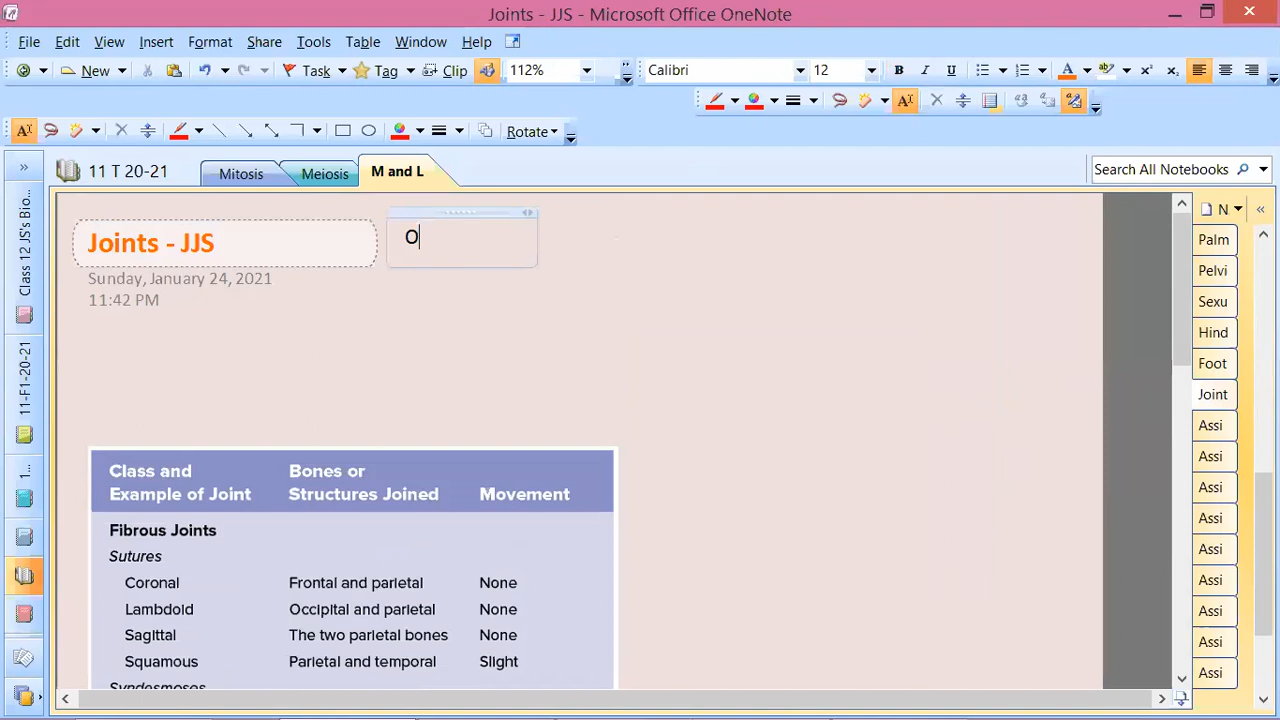 Joints - JJS - Microsoft Office OneNote
File Edit View Insert Format Share Tools Table Window Help
New Task Tag Clip 112% Calibri 12 B I U
Rotate
11 T 20-21 Mitosis Meiosis M and L Search All Notebooks
Class 12 JS's Bio...
11-F1-20-21
1...
N
Joints - JJS
O
Sunday, January 24, 2021
11:42 PM
Class and Example of Joint
Bones or Structures Joined
Movement
Fibrous Joints
Sutures
Coronal Frontal and parietal None
Lambdoid Occipital and parietal None
Sagittal The two parietal bones None
Squamous Parietal and temporal Slight
Syndesmoses
Palm
Pelvi
Sexu
Hind
Foot
Joint
Assi
Assi
Assi
Assi
Assi
Assi
Assi
Assi
Assi